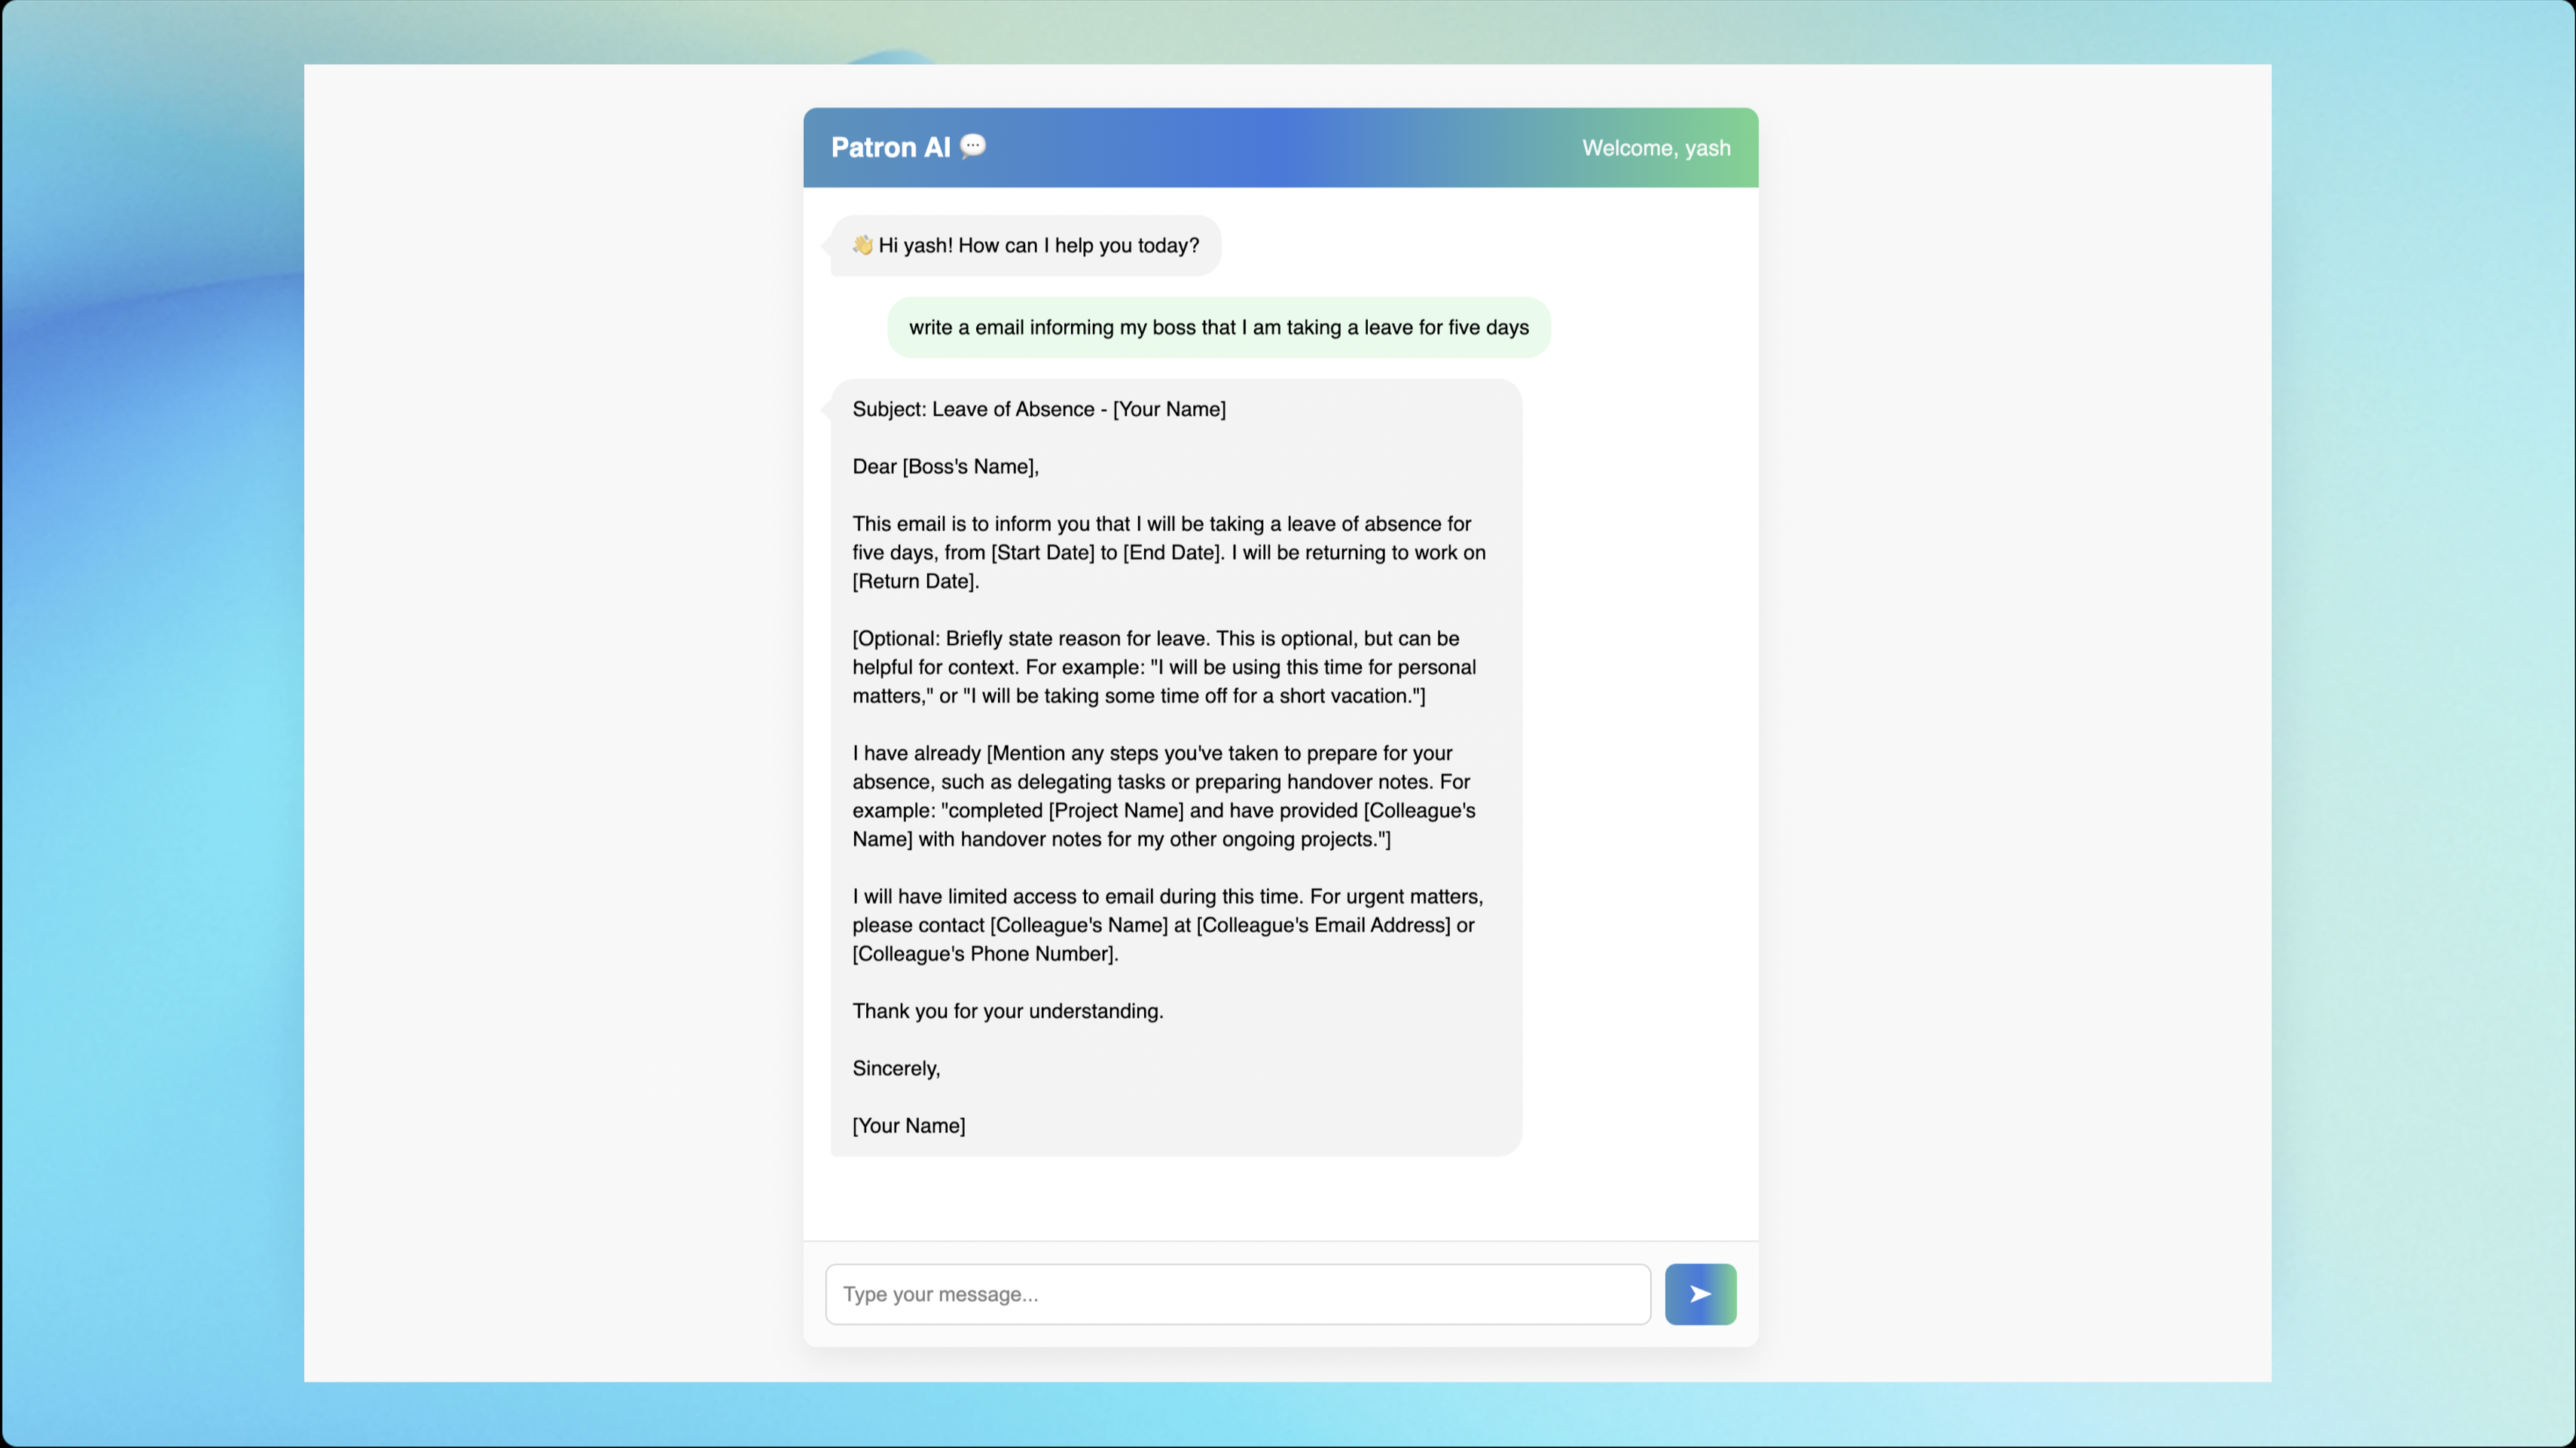 Patron AI 💬
Welcome, yash
👋 Hi yash! How can I help you today?
write a email informing my boss that I am taking a leave for five days
Subject: Leave of Absence - [Your Name]
Dear [Boss's Name],
This email is to inform you that I will be taking a leave of absence for
five days, from [Start Date] to [End Date]. I will be returning to work on
[Return Date].
[Optional: Briefly state reason for leave. This is optional, but can be
helpful for context. For example: "I will be using this time for personal
matters," or "I will be taking some time off for a short vacation."]
I have already [Mention any steps you've taken to prepare for your
absence, such as delegating tasks or preparing handover notes. For
example: "completed [Project Name] and have provided [Colleague's
Name] with handover notes for my other ongoing projects."]
I will have limited access to email during this time. For urgent matters,
please contact [Colleague's Name] at [Colleague's Email Address] or
[Colleague's Phone Number].
Thank you for your understanding.
Sincerely,
[Your Name]
Type your message...